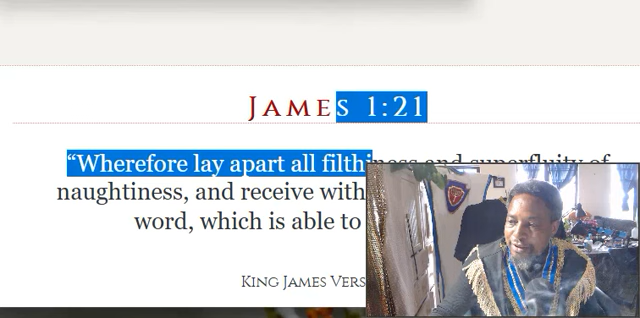 James 1:21
“Wherefore lay apart all filthiness and superfluity of
naughtiness, and receive with
word, which is able to
King James Vers